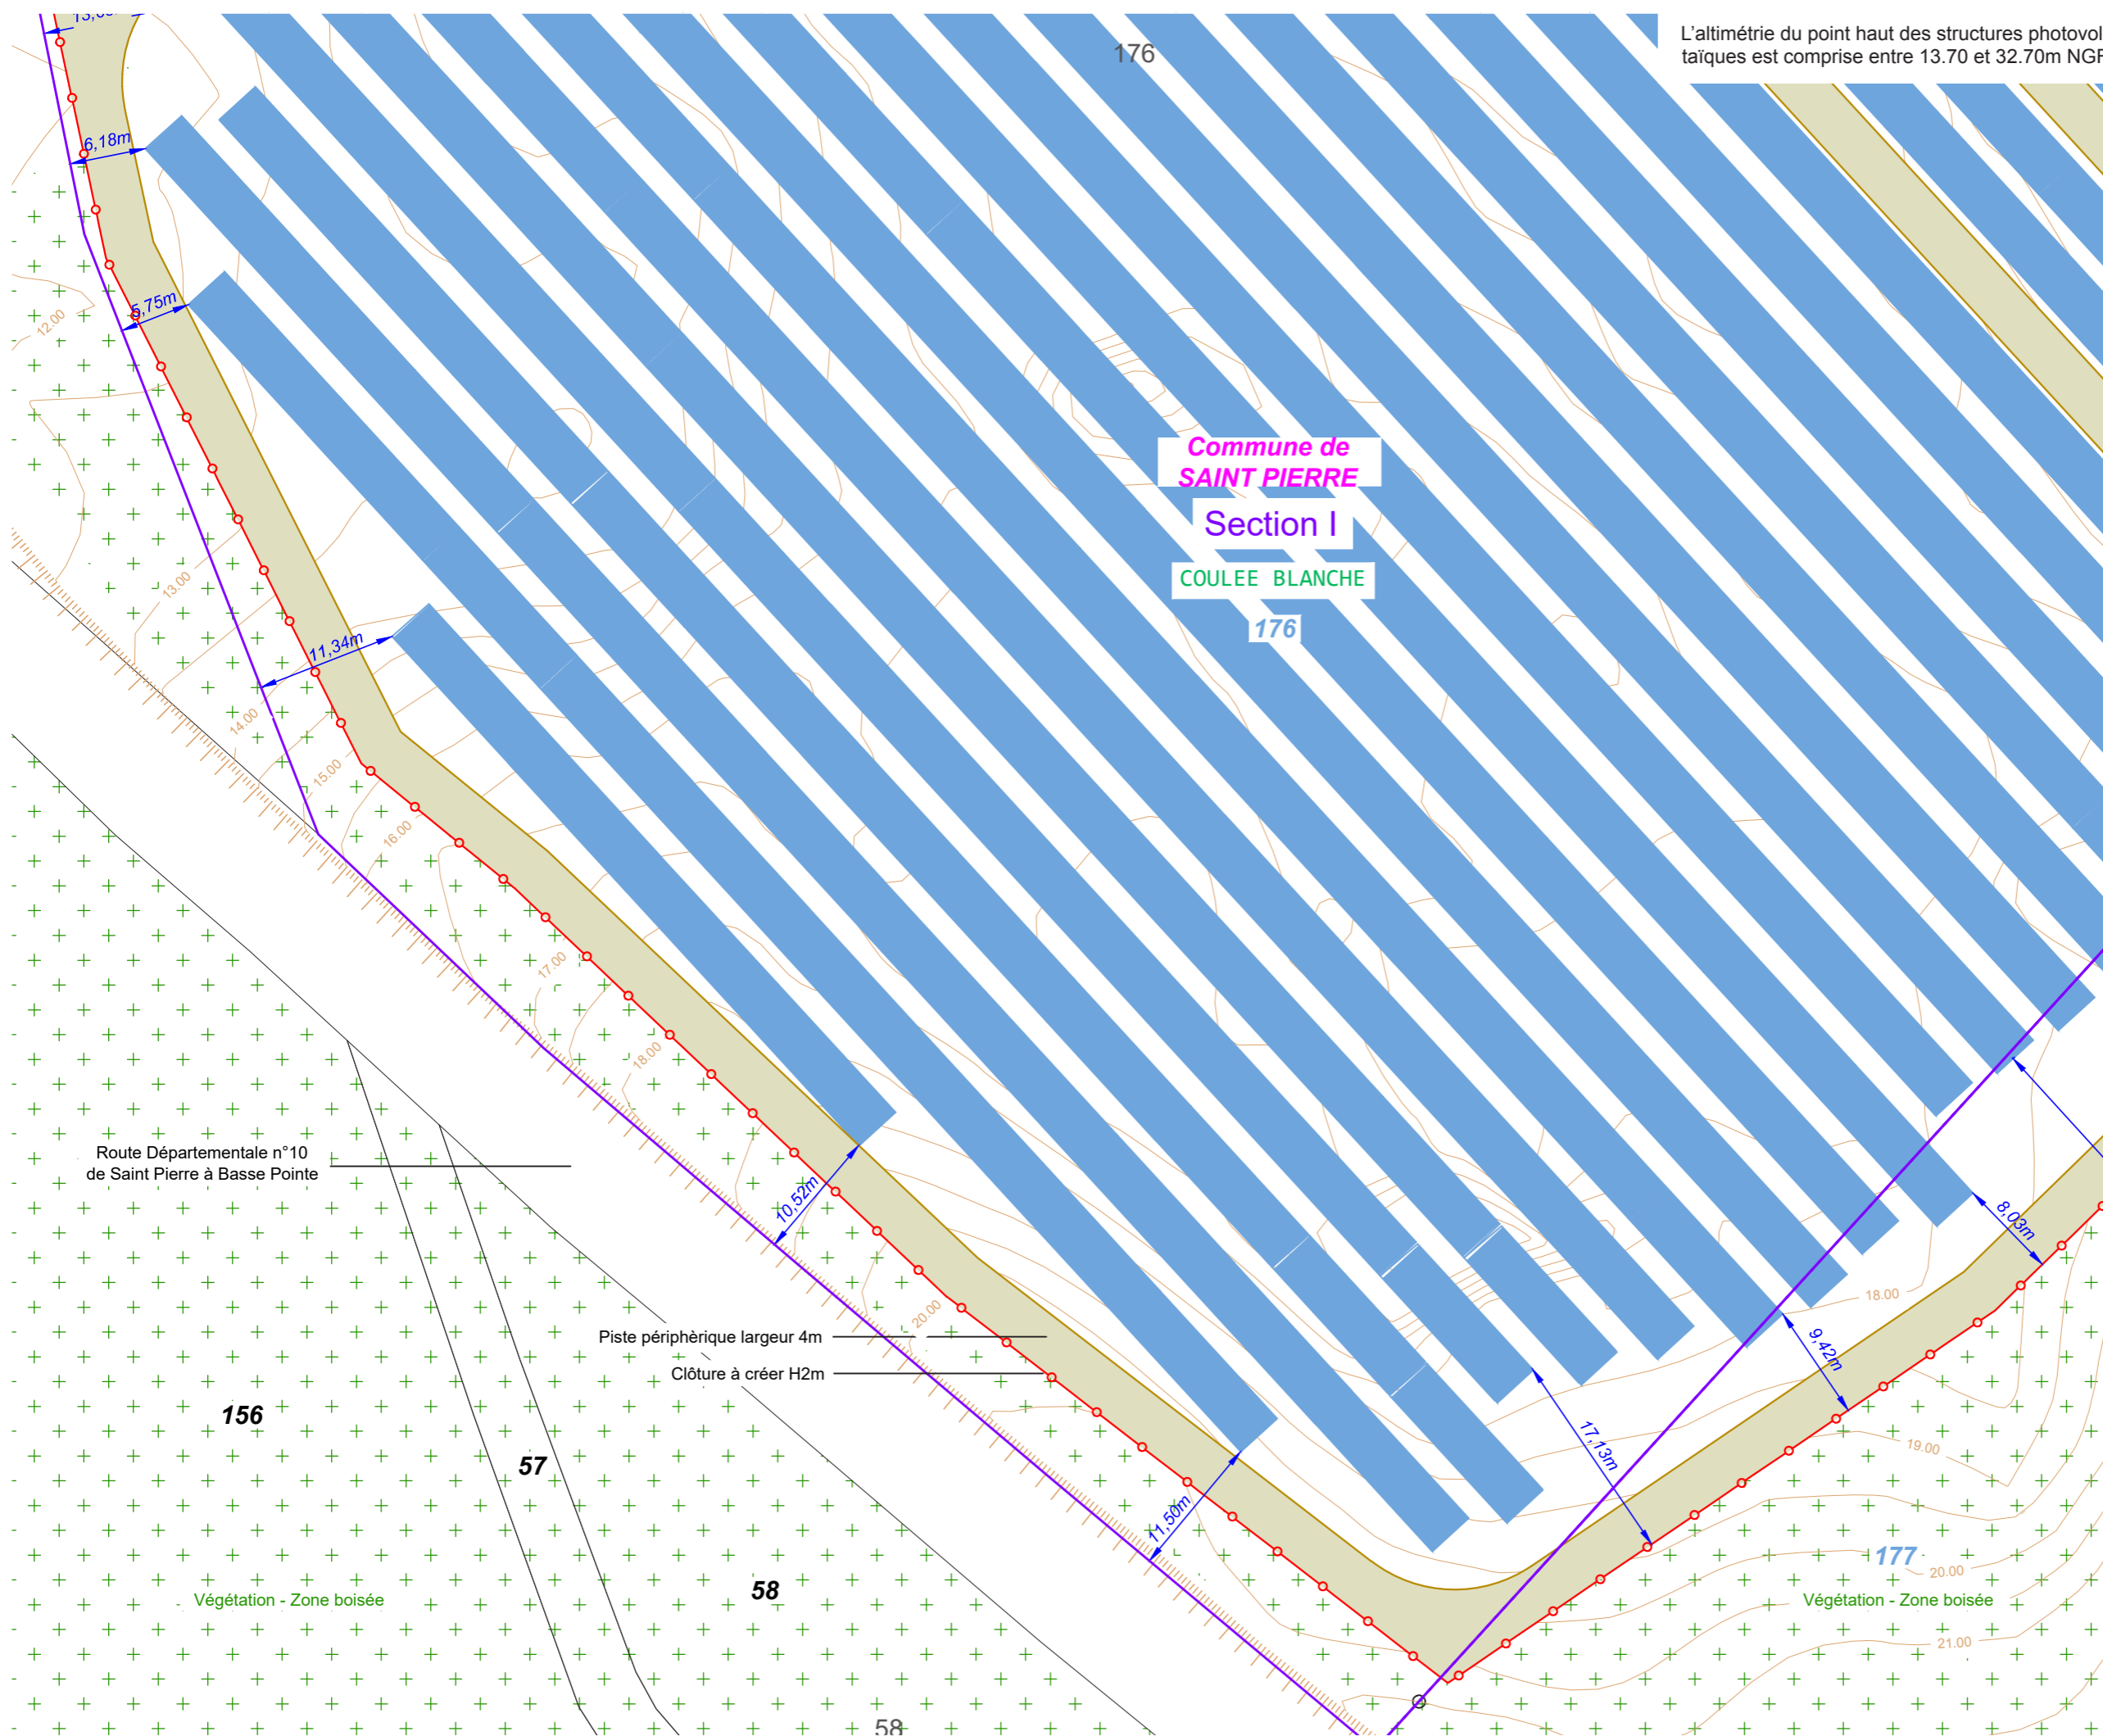 176
L'altimétrie du point haut des structures photovol
taïques est comprise entre 13.70 et 32.70m NGF
6,18m
5,75m
12.00
Commune de
SAINT PIERRE
Section I
COULEE BLANCHE
176
13.00
11,34m
14.00
15.00
16.00
17.00
18.00
Route Départementale n°10
de Saint Pierre à Basse Pointe
10,52m
8,03m
18.00
20.00
Piste périphèrique largeur 4m
9,42m
Clôture à créer H2m
156
17,13m
19.00
57
11,50m
177
20.00
58
Végétation - Zone boisée
Végétation - Zone boisée
21.00
58